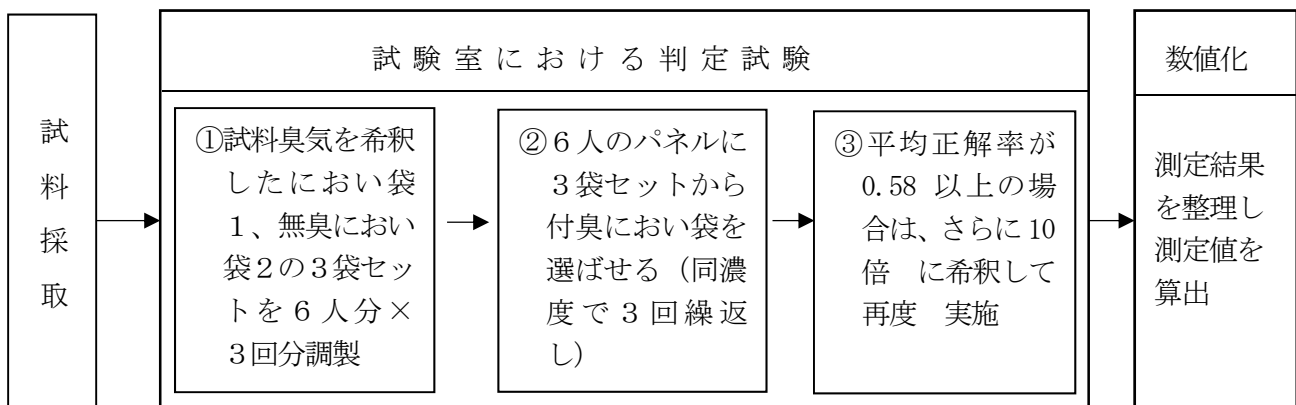 試料採取
試験室における判定試験
①試料臭気を希釈
したにおい袋
１、無臭におい
袋２の３袋セッ
トを６人分×
３回分調製
②６人のパネルに
３袋セットから
付臭におい袋を
選ばせる（同濃
度で３回繰返
し）
③平均正解率が
0.58 以上の場
合は、さらに 10
倍　に希釈して
再度　実施
数値化
測定結果
を整理し
測定値を
算出